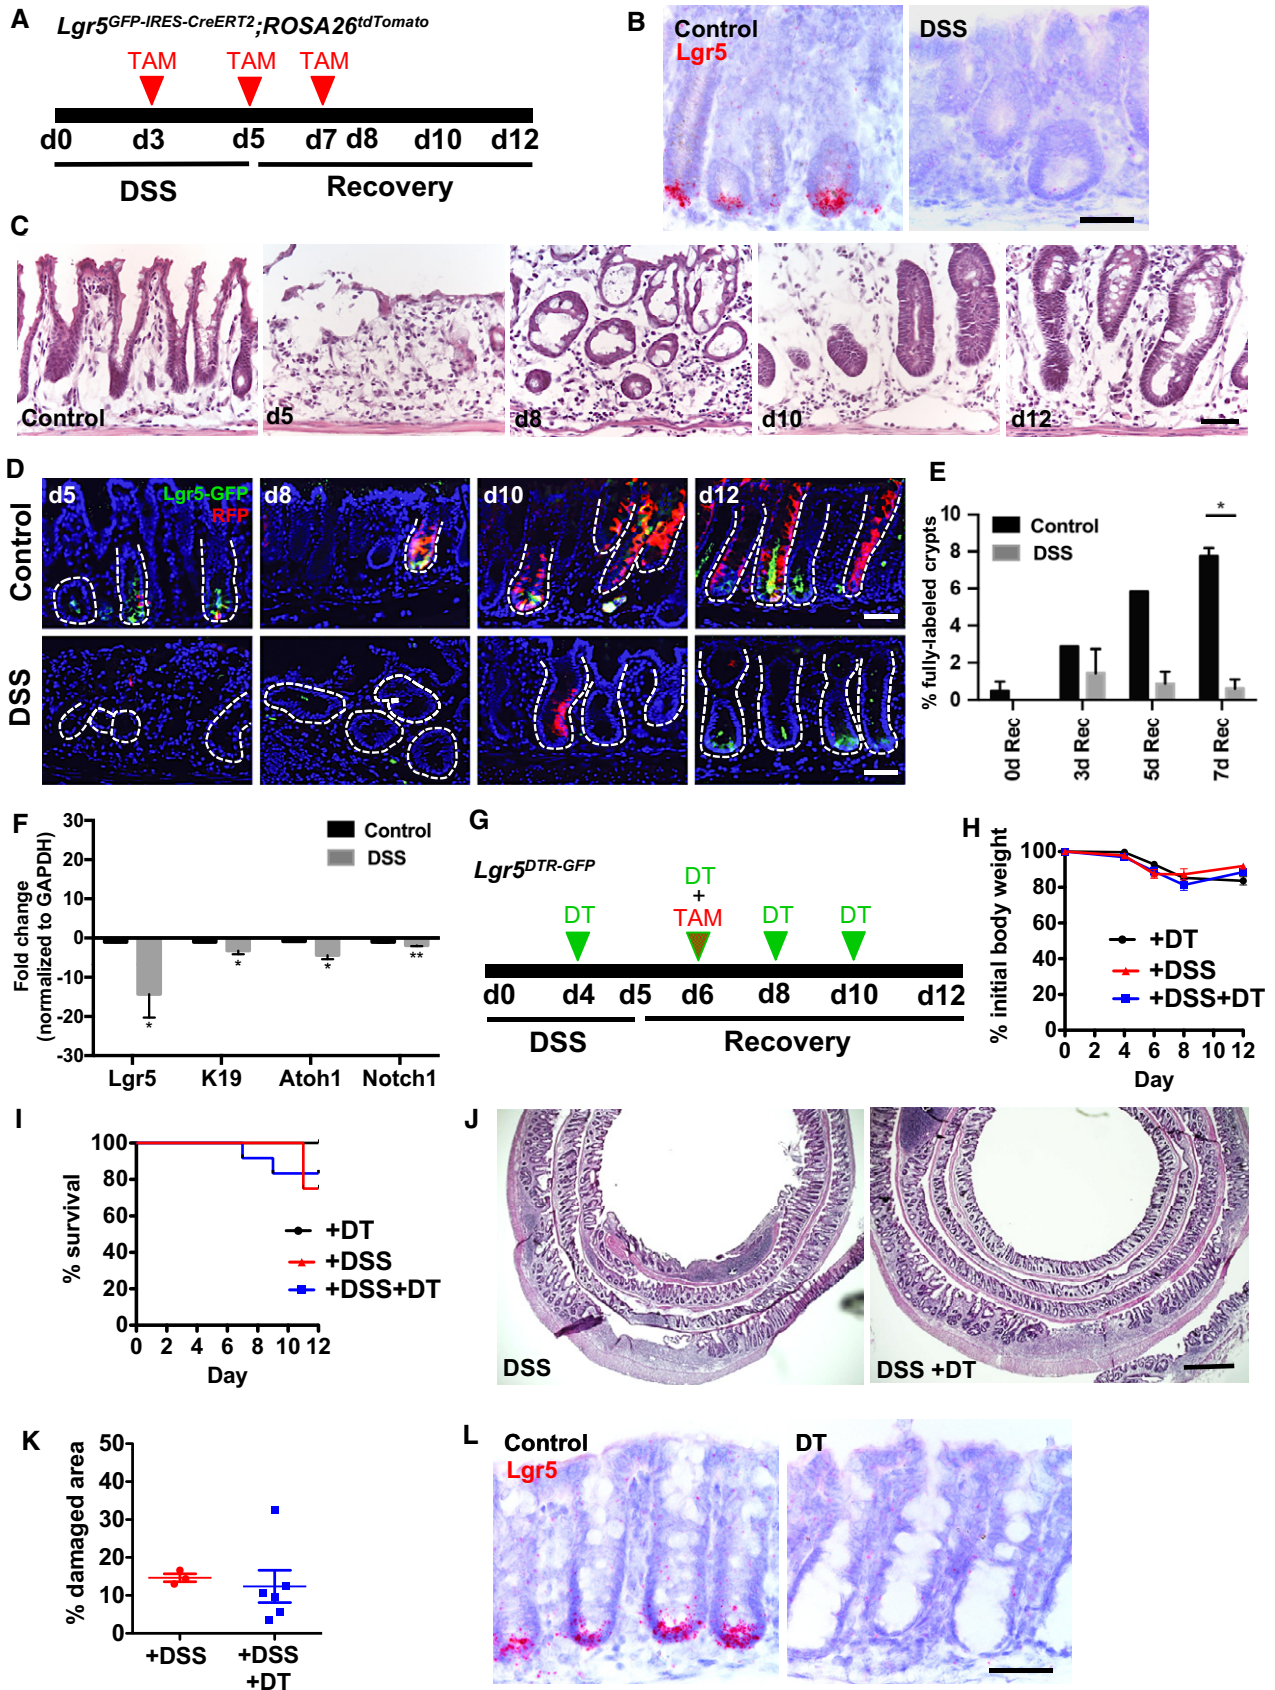 A
Lgr5GFP-IRES-CreERT2;ROSA26tdTomato
TAM TAM TAM
d0 d3 d5 d7 d8 d10 d12
DSS Recovery
B
Control
Lgr5
DSS
C
Control d5 d8 d10 d12
D
Control
DSS
d5 Lgr5-GFP
RFP
d8 d10 d12
E
% fully-labeled crypts
10
8
6
4
2
0
Control
DSS
*
0d Rec 3d Rec 5d Rec 7d Rec
F
Fold change
(normalized to GAPDH)
30
20
10
0
-10
-20
-30
Control
DSS
* * * **
Lgr5 K19 Atoh1 Notch1
G
Lgr5DTR-GFP
DT
+
DT TAM DT DT
d0 d4 d5 d6 d8 d10 d12
DSS Recovery
H
% initial body weight
100
80
60
40
20
0
+DT
+DSS
+DSS+DT
0 2 4 6 8 10 12
Day
I
% survival
100
80
60
40
20
0
+DT
+DSS
+DSS+DT
0 2 4 6 8 10 12
Day
J
DSS
DSS +DT
K
% damaged area
50
40
30
20
10
0
+DSS +DSS
+DT
L
Control
Lgr5
DT